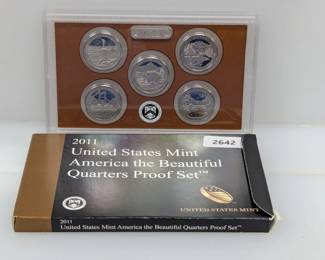 2642
2011
United States Mint
America the Beautiful
Quarters Proof Set™
UNITED STATES MINT
2011
United States Mint America the Beautiful Quarters Proof Set™